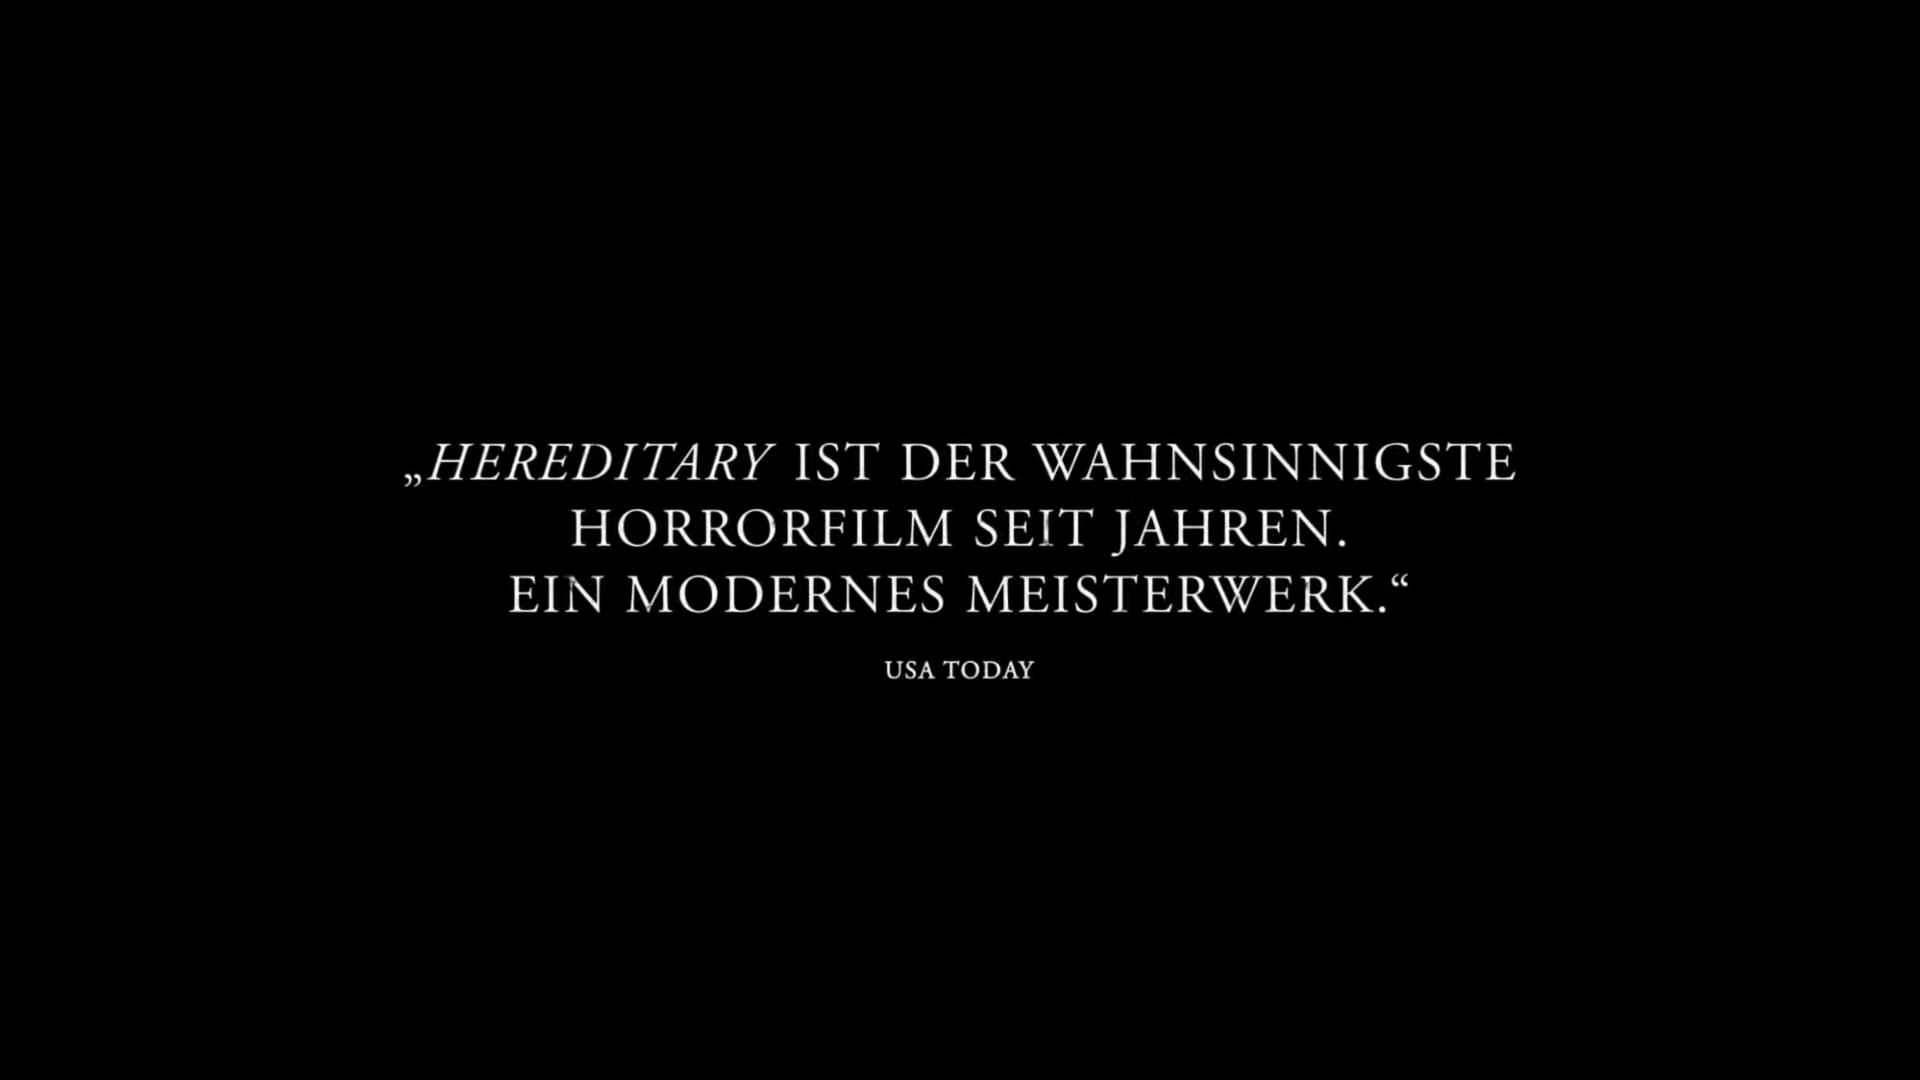 „HEREDITARY IST DER WAHNSINNIGSTE
HORRORFILM SEIT JAHREN.
EIN MODERNES MEISTERWERK.“
USA TODAY